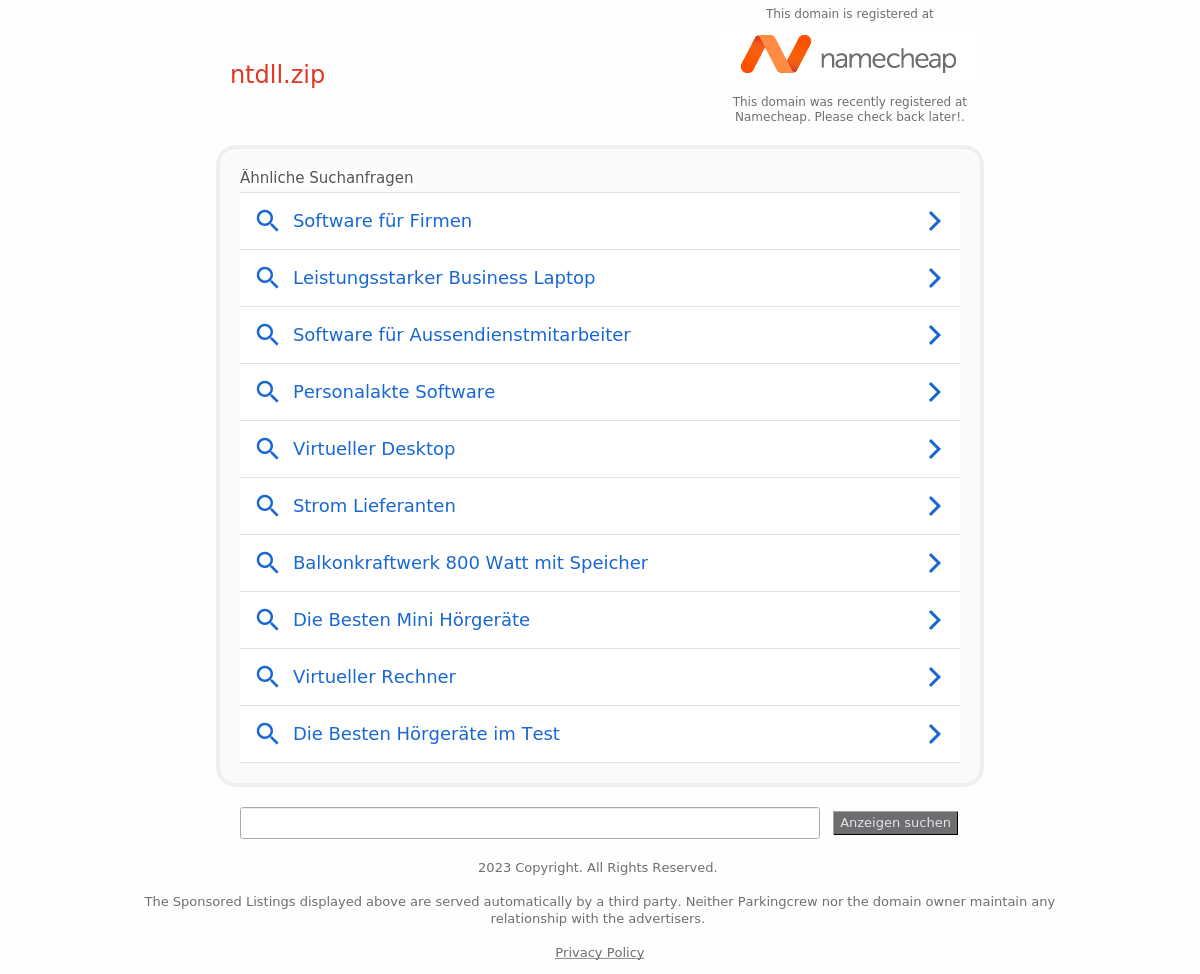 This domain is registered at
namecheap
ntdll.zip
This domain was recently registered at
Namecheap. Please check back later!.
Ähnliche Suchanfragen
Software für Firmen
Leistungsstarker Business Laptop
Software für Aussendienstmitarbeiter
Personalakte Software
Virtueller Desktop
Strom Lieferanten
Balkonkraftwerk 800 Watt mit Speicher
Die Besten Mini Hörgeräte
Virtueller Rechner
Die Besten Hörgeräte im Test
Anzeigen suchen
2023 Copyright. All Rights Reserved.
The Sponsored Listings displayed above are served automatically by a third party. Neither Parkingcrew nor the domain owner maintain any
relationship with the advertisers.
Privacy Policy